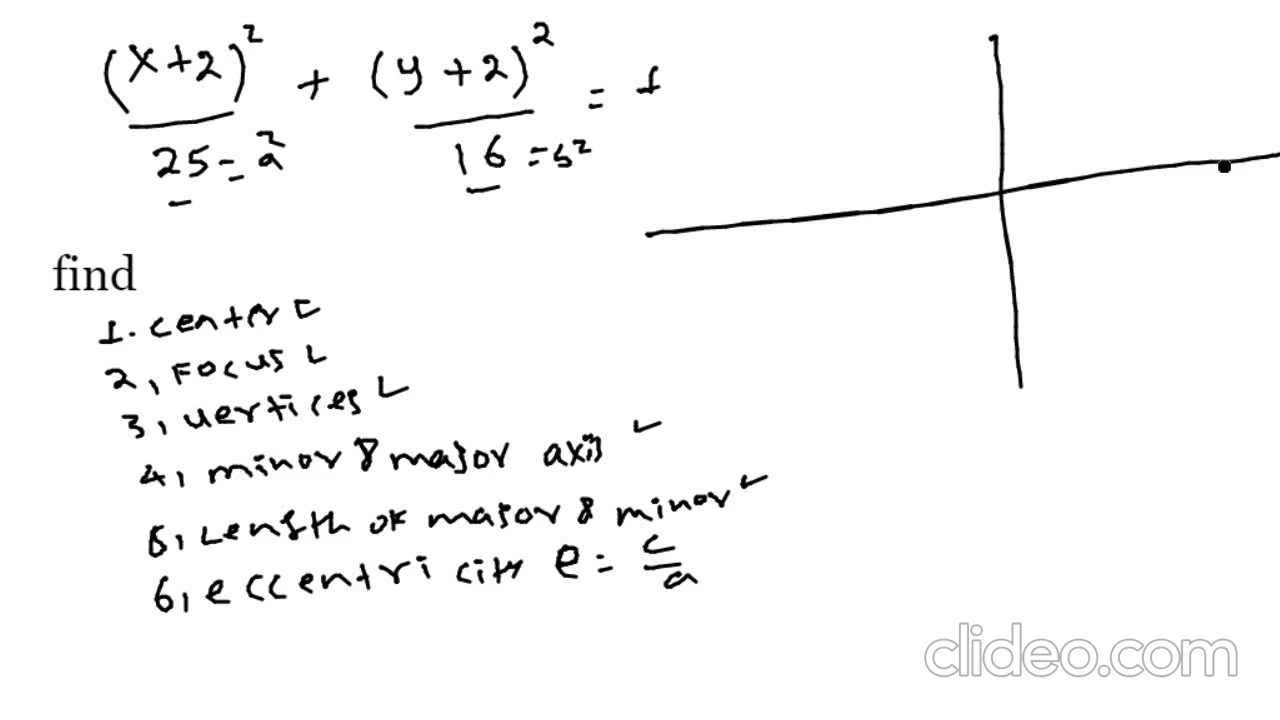 (x+2)² / 25 = a² + (y+2)² / 16 = b² = 1
find
1. center
2, Focus
3, vertices
4, minor & major axis
5, Length of major & minor
6, eccentricity e = c/a
clideo.com